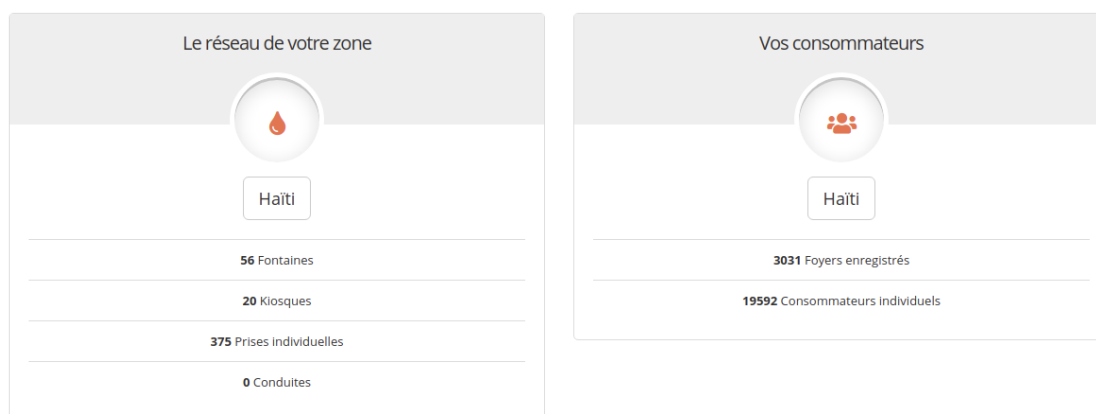 Le réseau de votre zone
Haïti
56 Fontaines
20 Kiosques
375 Prises individuelles
0 Conduites
Vos consommateurs
Haïti
3031 Foyers enregistrés
19592 Consommateurs individuels